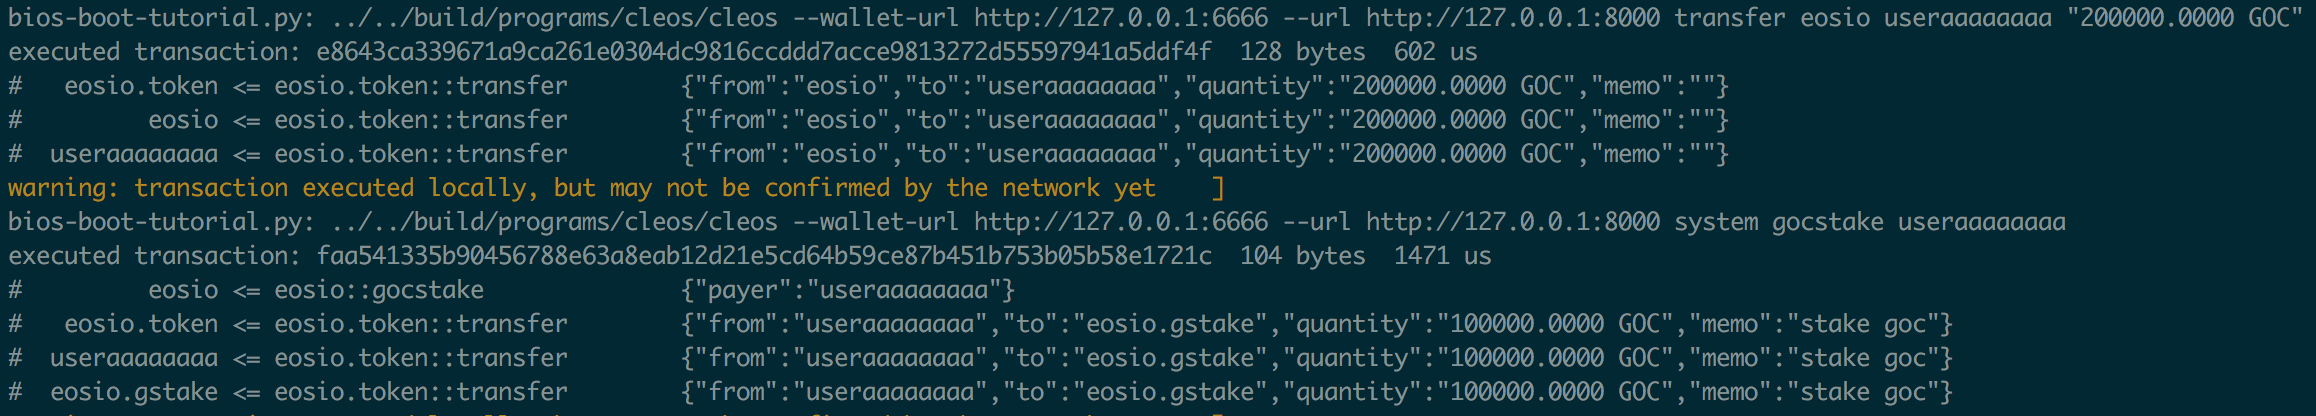 bios-boot-tutorial.py: ../../build/programs/cleos/cleos --wallet-url http://127.0.0.1:6666 --url http://127.0.0.1:8000 transfer eosio useraaaaaaaa "200000.0000 GOC"
executed transaction: e8643ca339671a9ca261e0304dc9816ccddd7acce9813272d55597941a5ddf4f  128 bytes  602 us
#   eosio.token <= eosio.token::transfer        {"from":"eosio","to":"useraaaaaaaa","quantity":"200000.0000 GOC","memo":""}
#         eosio <= eosio.token::transfer        {"from":"eosio","to":"useraaaaaaaa","quantity":"200000.0000 GOC","memo":""}
#  useraaaaaaaa <= eosio.token::transfer        {"from":"eosio","to":"useraaaaaaaa","quantity":"200000.0000 GOC","memo":""}
warning: transaction executed locally, but may not be confirmed by the network yet    ]
bios-boot-tutorial.py: ../../build/programs/cleos/cleos --wallet-url http://127.0.0.1:6666 --url http://127.0.0.1:8000 system gocstake useraaaaaaaa
executed transaction: faa541335b90456788e63a8eab12d21e5cd64b59ce87b451b753b05b58e1721c  104 bytes  1471 us
#         eosio <= eosio::gocstake              {"payer":"useraaaaaaaa"}
#   eosio.token <= eosio.token::transfer        {"from":"useraaaaaaaa","to":"eosio.gstake","quantity":"100000.0000 GOC","memo":"stake goc"}
#  useraaaaaaaa <= eosio.token::transfer        {"from":"useraaaaaaaa","to":"eosio.gstake","quantity":"100000.0000 GOC","memo":"stake goc"}
#  eosio.gstake <= eosio.token::transfer        {"from":"useraaaaaaaa","to":"eosio.gstake","quantity":"100000.0000 GOC","memo":"stake goc"}